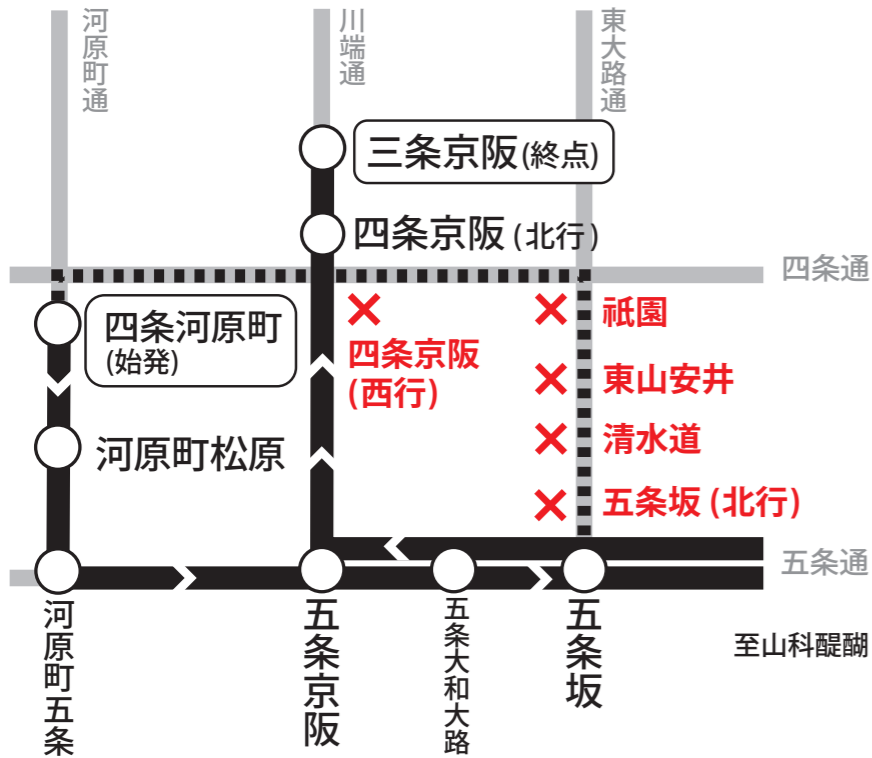 河原町通
川端通
東大路通
三条京阪(終点)
四条京阪(北行)
四条通
四条河原町
(始発)
四条京阪
(西行)
祇園
東山安井
清水道
五条坂(北行)
河原町松原
五条通
河原町五条
五条京阪
五条大和大路
五条坂
至山科醍醐